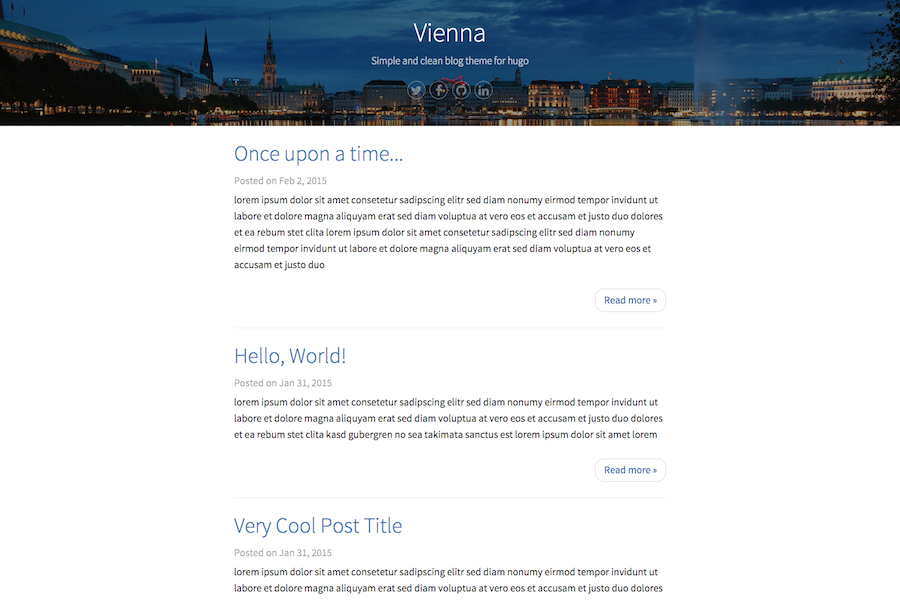 Vienna
Simple and clean blog theme for hugo
Once upon a time...
Posted on Feb 2, 2015
lorem ipsum dolor sit amet consetetur sadipscing elitr sed diam nonumy eirmod tempor invidunt ut
labore et dolore magna aliquyam erat sed diam voluptua at vero eos et accusam et justo duo dolores
et ea rebum stet clita lorem ipsum dolor sit amet consetetur sadipscing elitr sed diam nonumy
eirmod tempor invidunt ut labore et dolore magna aliquyam erat sed diam voluptua at vero eos et
accusam et justo duo
Read more »
Hello, World!
Posted on Jan 31, 2015
lorem ipsum dolor sit amet consetetur sadipscing elitr sed diam nonumy eirmod tempor invidunt ut
labore et dolore magna aliquyam erat sed diam voluptua at vero eos et accusam et justo duo dolores
et ea rebum stet clita kasd gubergren no sea takimata sanctus est lorem ipsum dolor sit amet lorem
Read more »
Very Cool Post Title
Posted on Jan 31, 2015
lorem ipsum dolor sit amet consetetur sadipscing elitr sed diam nonumy eirmod tempor invidunt ut
labore et dolore magna aliquyam erat sed diam voluptua at vero eos et accusam et justo duo dolores